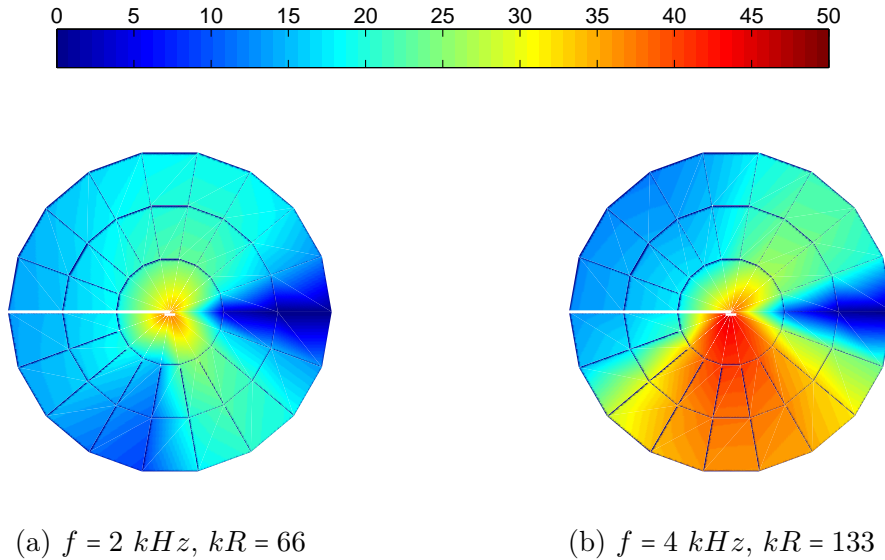 0 5 10 15 20 25 30 35 40 45 50
(a) f = 2 kHz, kR = 66
(b) f = 4 kHz, kR = 133